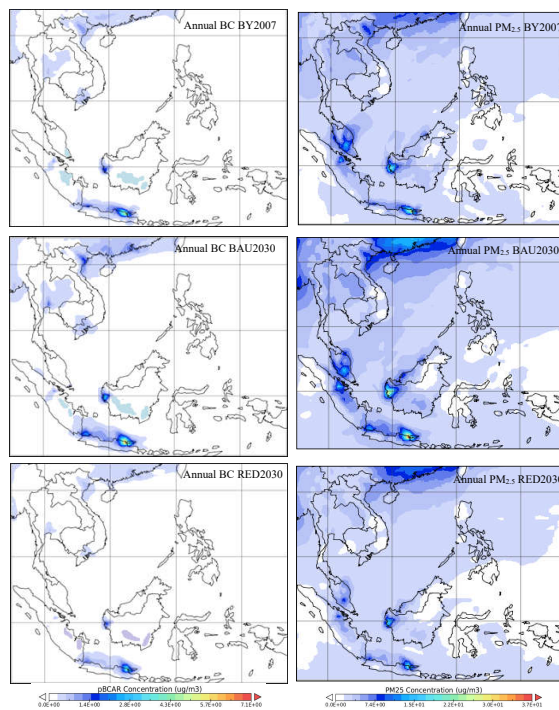 Annual BC BY2007
Annual PM2.5 BY2007
Annual BC BAU2030
Annual PM2.5 BAU2030
Annual BC RED2030
Annual PM2.5 RED2030
pBCAR Concentration (ug/m3)
0.0E+00 1.4E+00 2.8E+00 4.3E+00 5.7E+00 7.1E+00
PM25 Concentration (ug/m3)
0.0E+00 7.4E+00 1.5E+01 2.2E+01 3.0E+01 3.7E+01